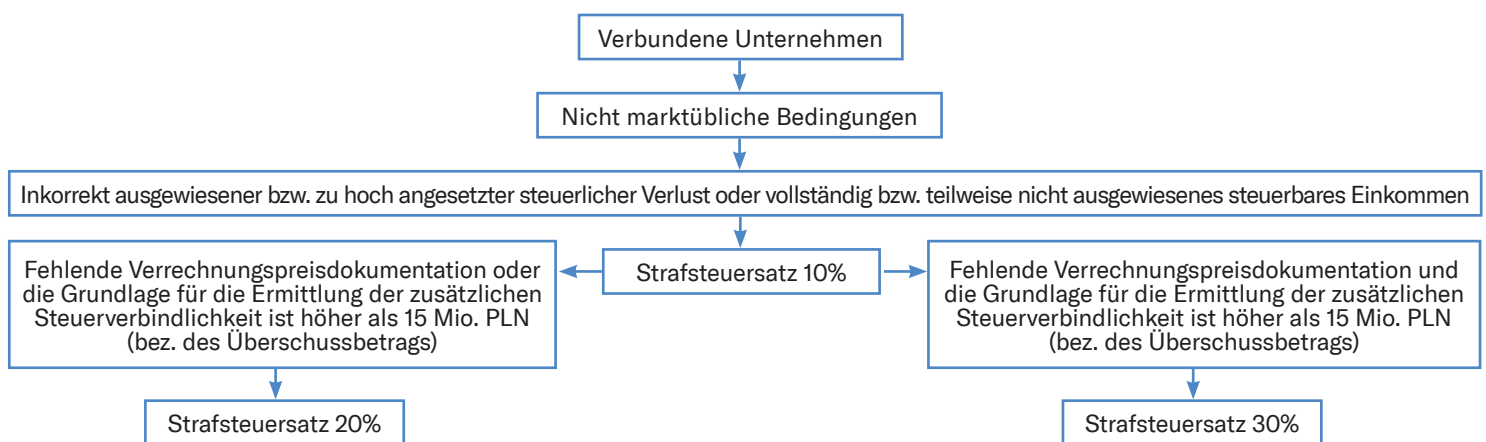 Verbundene Unternehmen
Nicht marktübliche Bedingungen
Inkorrekt ausgewiesener bzw. zu hoch angesetzter steuerlicher Verlust oder vollständig bzw. teilweise nicht ausgewiesenes steuerbares Einkommen
Strafsteuersatz 10%
Fehlende Verrechnungspreisdokumentation oder
die Grundlage für die Ermittlung der zusätzlichen
Steuerverbindlichkeit ist höher als 15 Mio. PLN
(bez. des Überschussbetrags)
Fehlende Verrechnungspreisdokumentation und
die Grundlage für die Ermittlung der zusätzlichen
Steuerverbindlichkeit ist höher als 15 Mio. PLN
(bez. des Überschussbetrags)
Strafsteuersatz 20%
Strafsteuersatz 30%